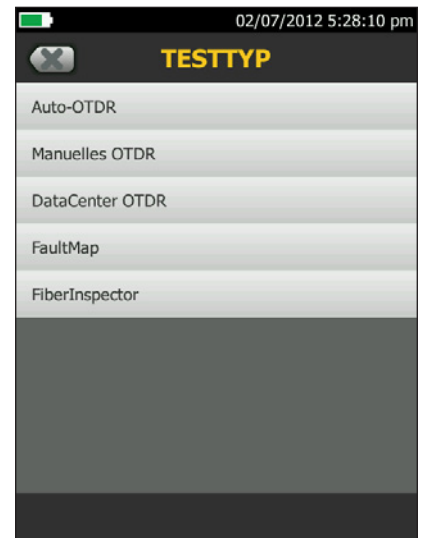 02/07/2012 5:28:10 pm
TESTTYP
Auto-OTDR
Manuelles OTDR
DataCenter OTDR
FaultMap
FiberInspector